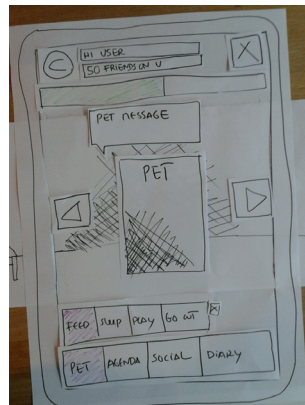 C
HI USER
X
50 FRIENDS ON U
PET MESSAGE
PET
X
FEED SLEEP PLAY GO OUT
PET AGENDA SOCIAL DIARY